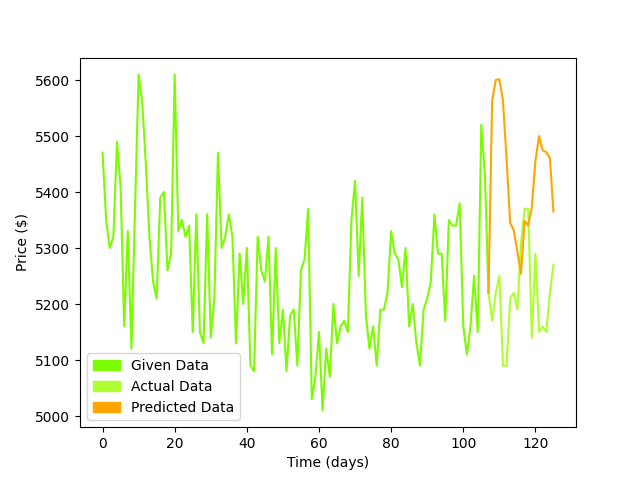 5600
5500
5400
5300
5200
5100
5000
Price ($)
Given Data
Actual Data
Predicted Data
0 20 40 60 80 100 120
Time (days)